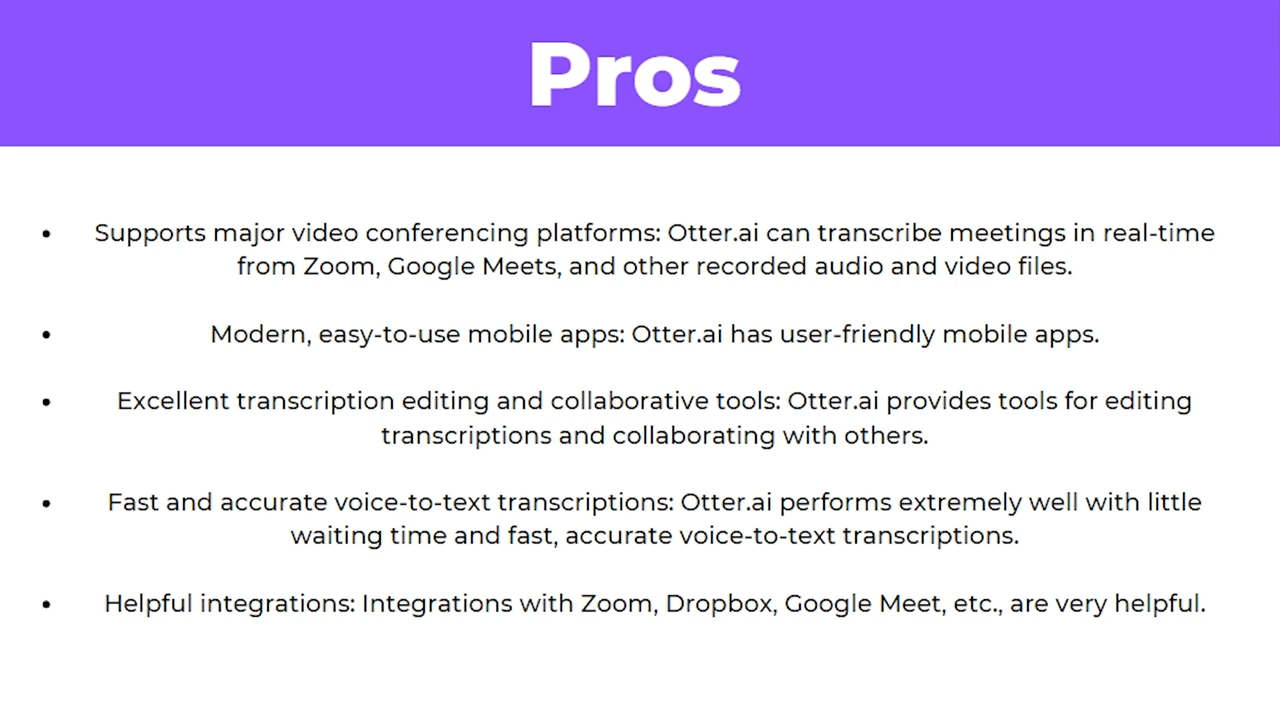 Pros
• Supports major video conferencing platforms: Otter.ai can transcribe meetings in real-time
from Zoom, Google Meets, and other recorded audio and video files.
• Modern, easy-to-use mobile apps: Otter.ai has user-friendly mobile apps.
• Excellent transcription editing and collaborative tools: Otter.ai provides tools for editing
transcriptions and collaborating with others.
• Fast and accurate voice-to-text transcriptions: Otter.ai performs extremely well with little
waiting time and fast, accurate voice-to-text transcriptions.
• Helpful integrations: Integrations with Zoom, Dropbox, Google Meet, etc., are very helpful.